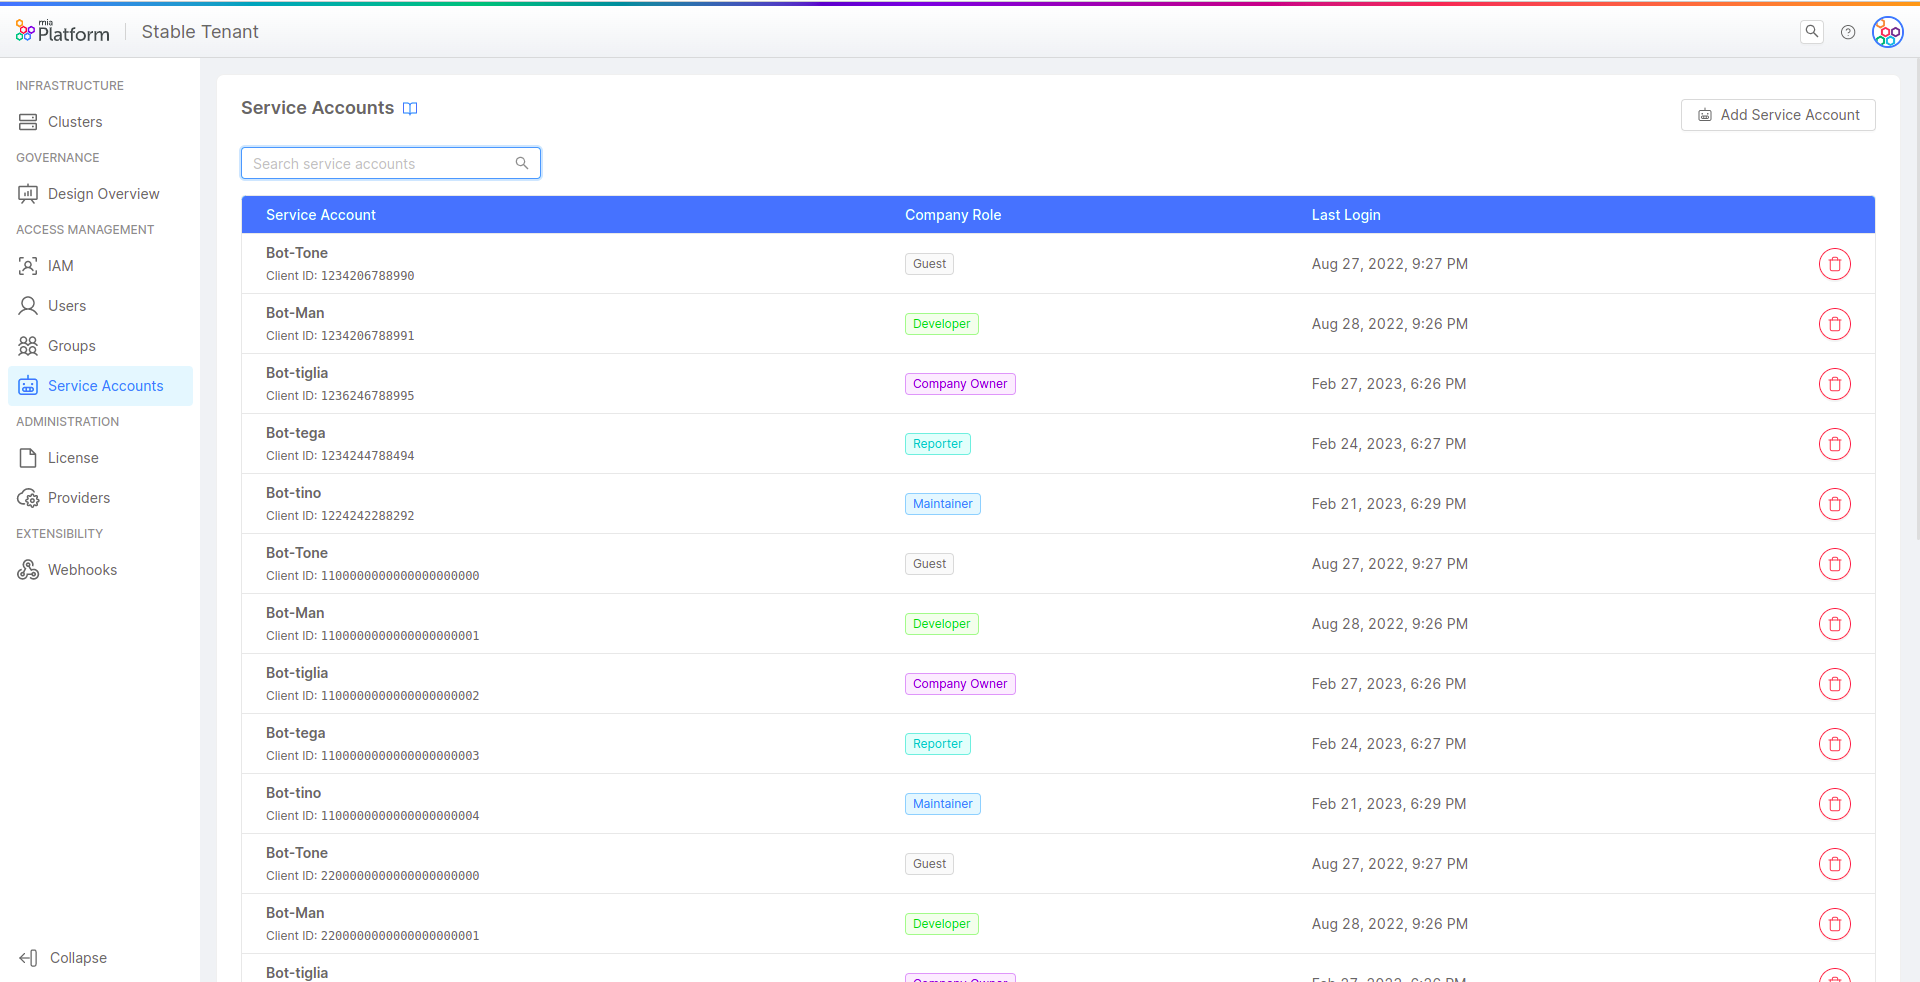 mia
Platform
Stable Tenant
INFRASTRUCTURE
Clusters
GOVERNANCE
Design Overview
ACCESS MANAGEMENT
IAM
Users
Groups
Service Accounts
ADMINISTRATION
License
Providers
EXTENSIBILITY
Webhooks
Collapse
Service Accounts
Add Service Account
Search service accounts
Service Account Company Role Last Login
Bot-Tone
Client ID: 1234206788990
Guest
Aug 27, 2022, 9:27 PM
Bot-Man
Client ID: 1234206788991
Developer
Aug 28, 2022, 9:26 PM
Bot-tiglia
Client ID: 1236246788995
Company Owner
Feb 27, 2023, 6:26 PM
Bot-tega
Client ID: 1234244788494
Reporter
Feb 24, 2023, 6:27 PM
Bot-tino
Client ID: 1224242288292
Maintainer
Feb 21, 2023, 6:29 PM
Bot-Tone
Client ID: 1100000000000000000000
Guest
Aug 27, 2022, 9:27 PM
Bot-Man
Client ID: 1100000000000000000001
Developer
Aug 28, 2022, 9:26 PM
Bot-tiglia
Client ID: 1100000000000000000002
Company Owner
Feb 27, 2023, 6:26 PM
Bot-tega
Client ID: 1100000000000000000003
Reporter
Feb 24, 2023, 6:27 PM
Bot-tino
Client ID: 1100000000000000000004
Maintainer
Feb 21, 2023, 6:29 PM
Bot-Tone
Client ID: 2200000000000000000000
Guest
Aug 27, 2022, 9:27 PM
Bot-Man
Client ID: 2200000000000000000001
Developer
Aug 28, 2022, 9:26 PM
Bot-tiglia
Company Owner
Feb 27, 2023, 6:26 PM